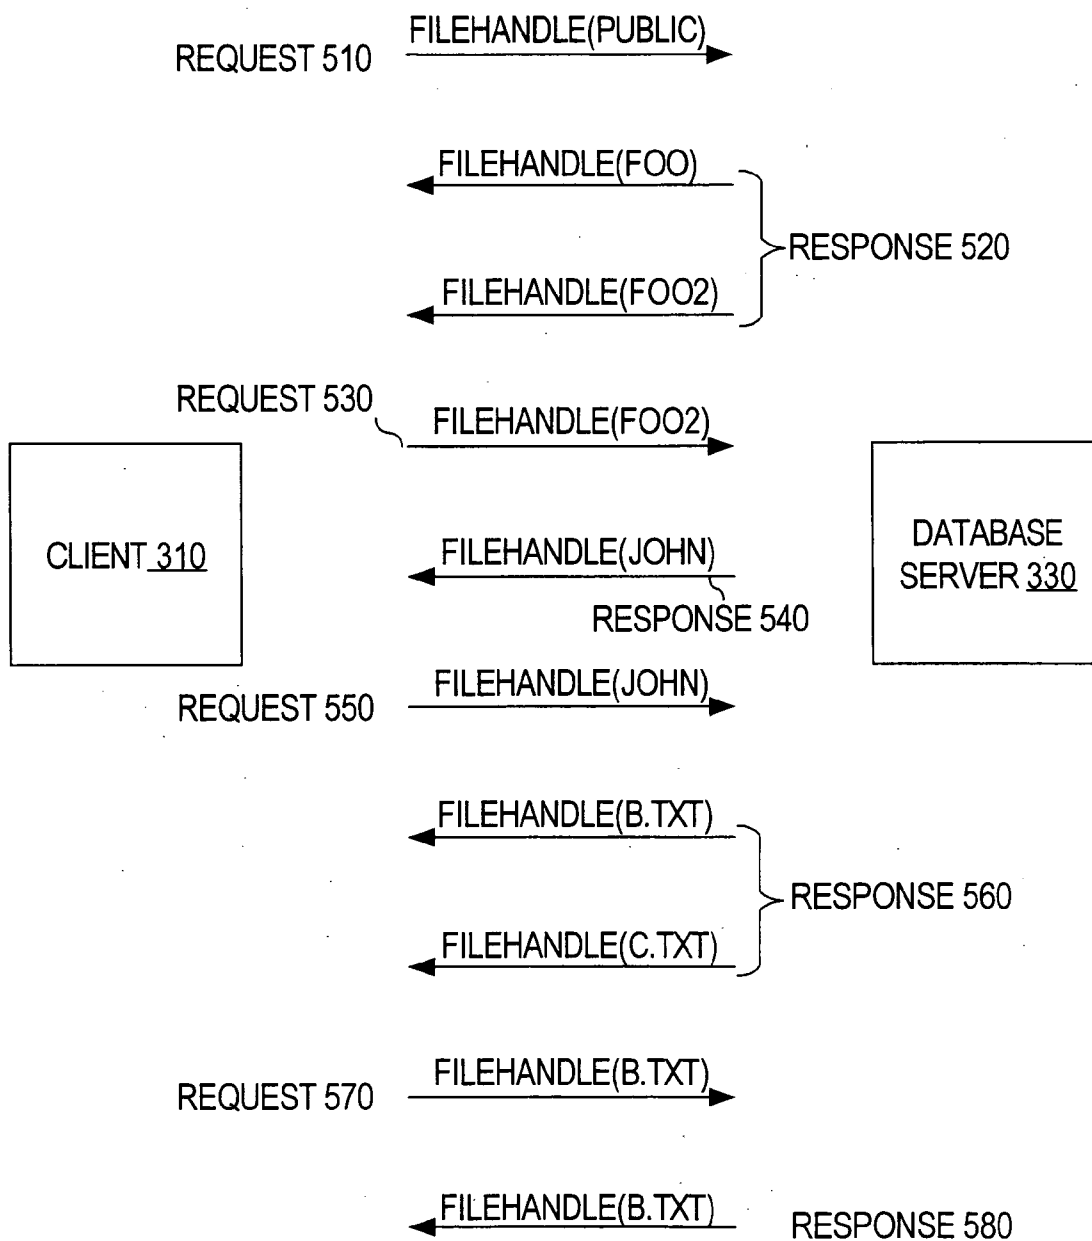 FILEHANDLE(PUBLIC)
REQUEST 510
FILEHANDLE(FOO)
RESPONSE 520
FILEHANDLE(FOO2)
REQUEST 530
FILEHANDLE(FOO2)
CLIENT 310
DATABASE
SERVER 330
FILEHANDLE(JOHN)
RESPONSE 540
FILEHANDLE(JOHN)
REQUEST 550
FILEHANDLE(B.TXT)
RESPONSE 560
FILEHANDLE(C.TXT)
FILEHANDLE(B.TXT)
REQUEST 570
FILEHANDLE(B.TXT)
RESPONSE 580